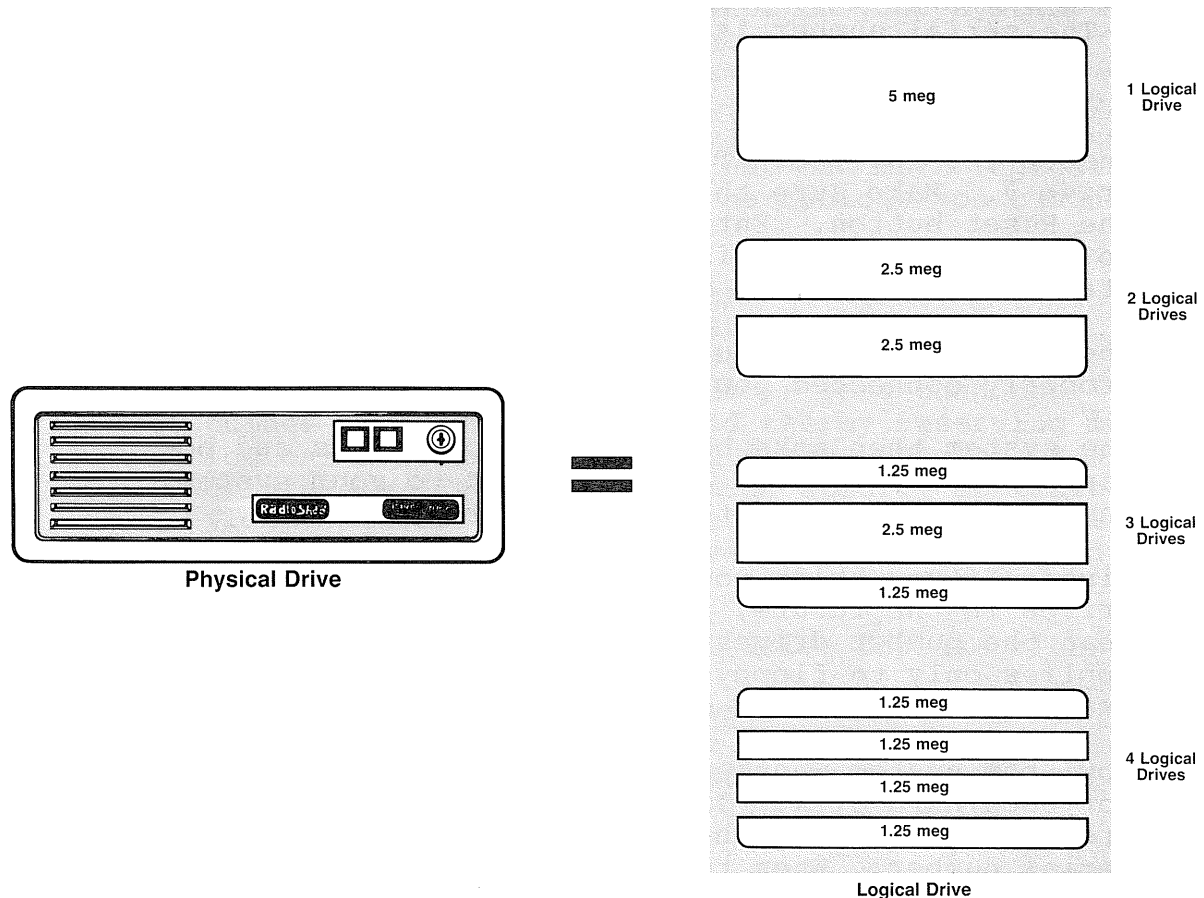 5 meg
1 Logical
Drive
2.5 meg
2.5 meg
2 Logical
Drives
1.25 meg
2.5 meg
1.25 meg
3 Logical
Drives
1.25 meg
1.25 meg
1.25 meg
1.25 meg
4 Logical
Drives
Radio Shack
Physical Drive
Logical Drive